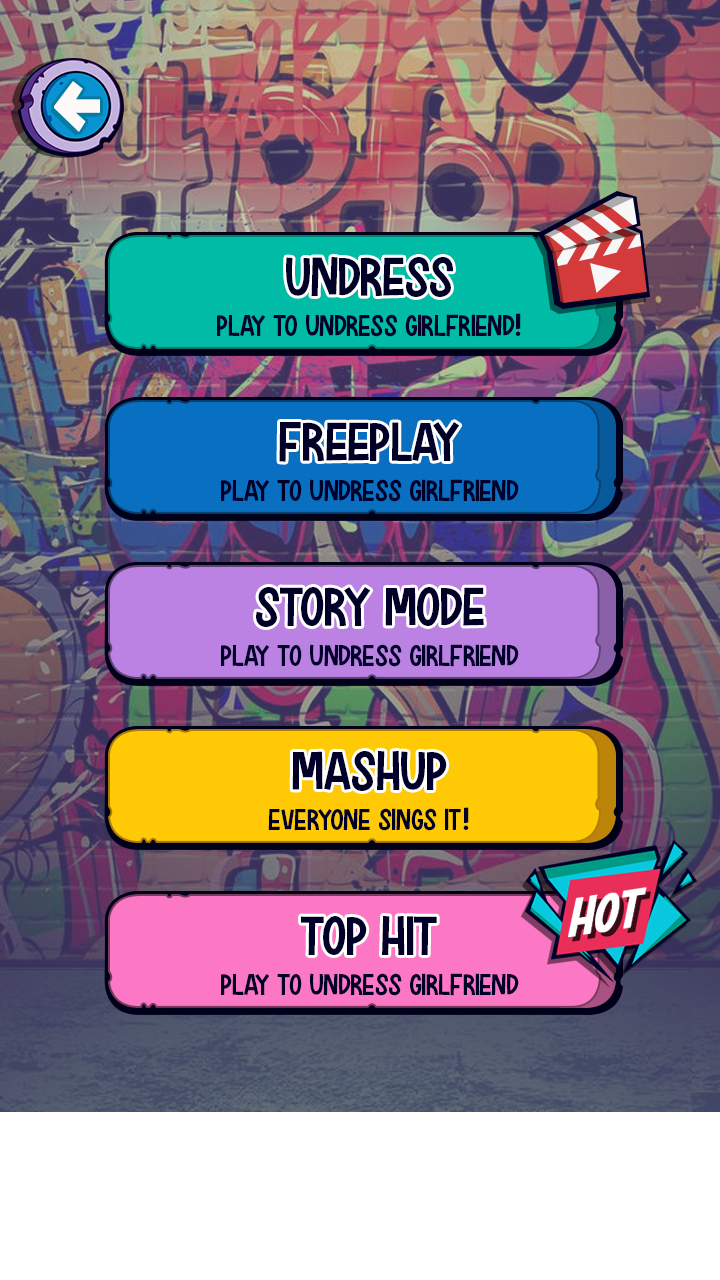 UNDRESS
PLAY TO UNDRESS GIRLFRIEND!
FREEPLAY
PLAY TO UNDRESS GIRLFRIEND
STORY MODE
PLAY TO UNDRESS GIRLFRIEND
MASHUP
EVERYONE SINGS IT!
TOP HIT
HOT
PLAY TO UNDRESS GIRLFRIEND